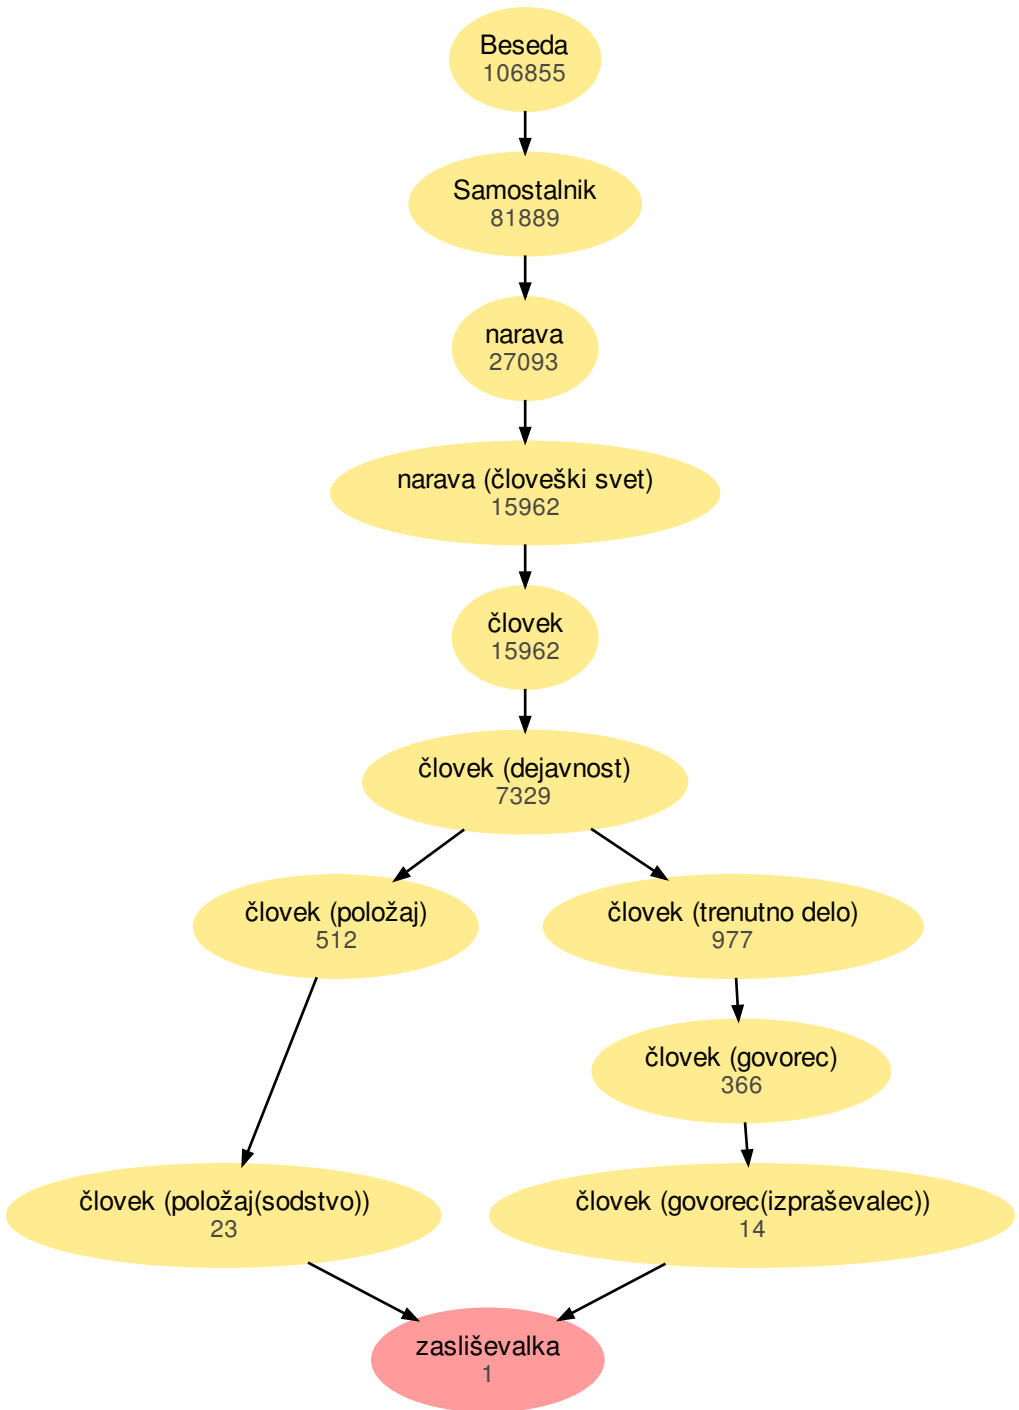 Beseda
106855
Samostalnik
81889
narava
27093
narava (človeški svet)
15962
človek
15962
človek (dejavnost)
7329
človek (položaj)
512
človek (trenutno delo)
977
človek (govorec)
366
človek (položaj(sodstvo))
23
človek (govorec(izpraševalec))
14
zasliševalka
1